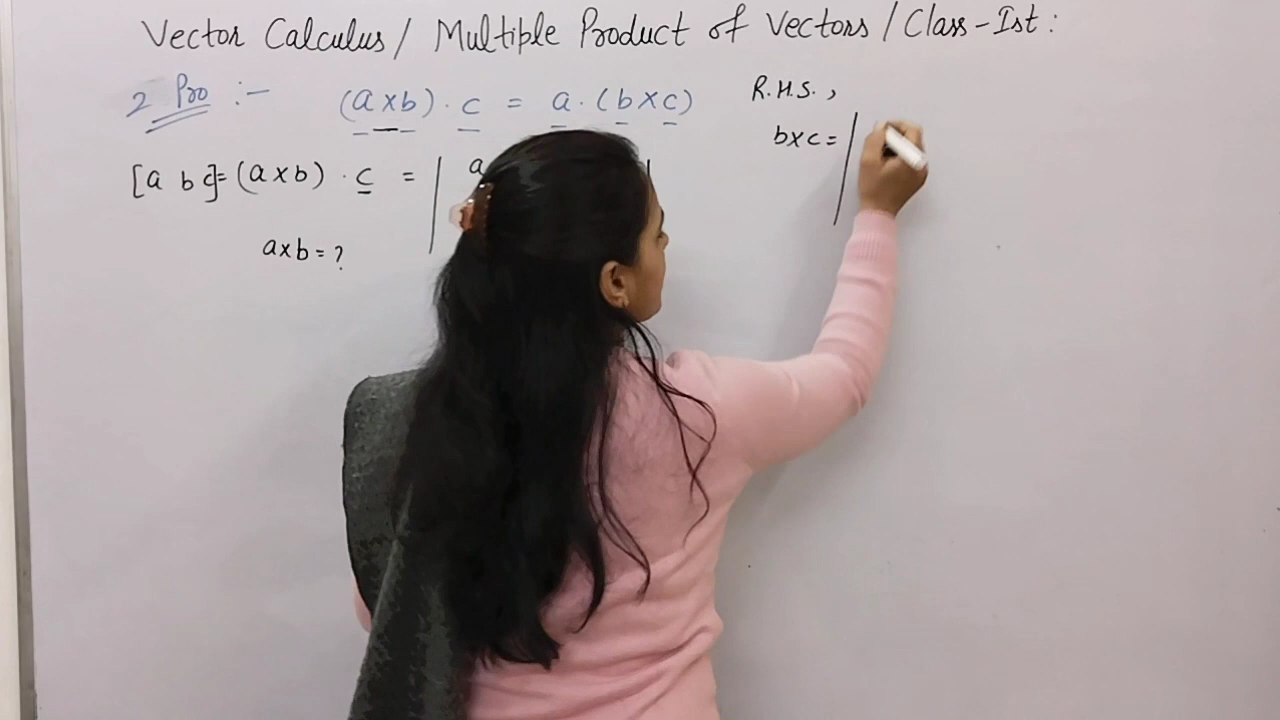 Vector Calculus / Multiple Product of Vectors / Class-Ist :
2 Pro :- (a x b) . c = a . (b x c)
[a b c] = (a x b) . c = | a |
a x b = ?
R.H.S. ,
b x c = |